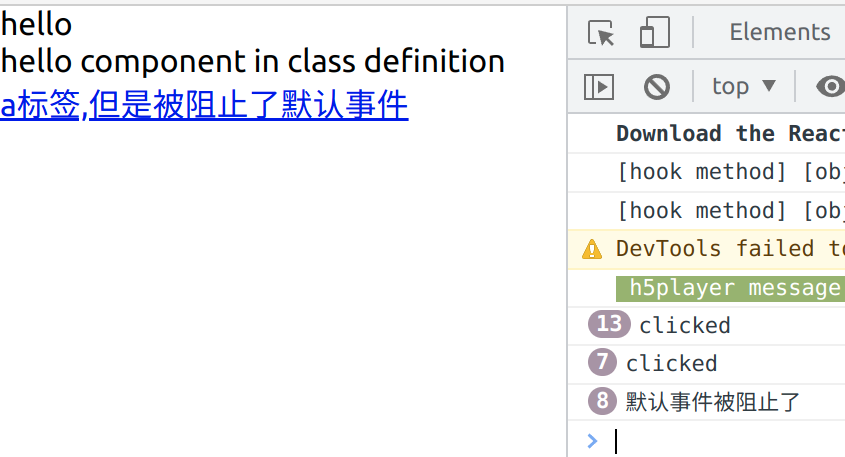 hello
hello component in class definition
a标签,但是被阻止了默认事件
Elements
top
Download the Reac
[hook method] [obj
[hook method] [obj
DevTools failed to
h5player message
13 clicked
7 clicked
8 默认事件被阻止了